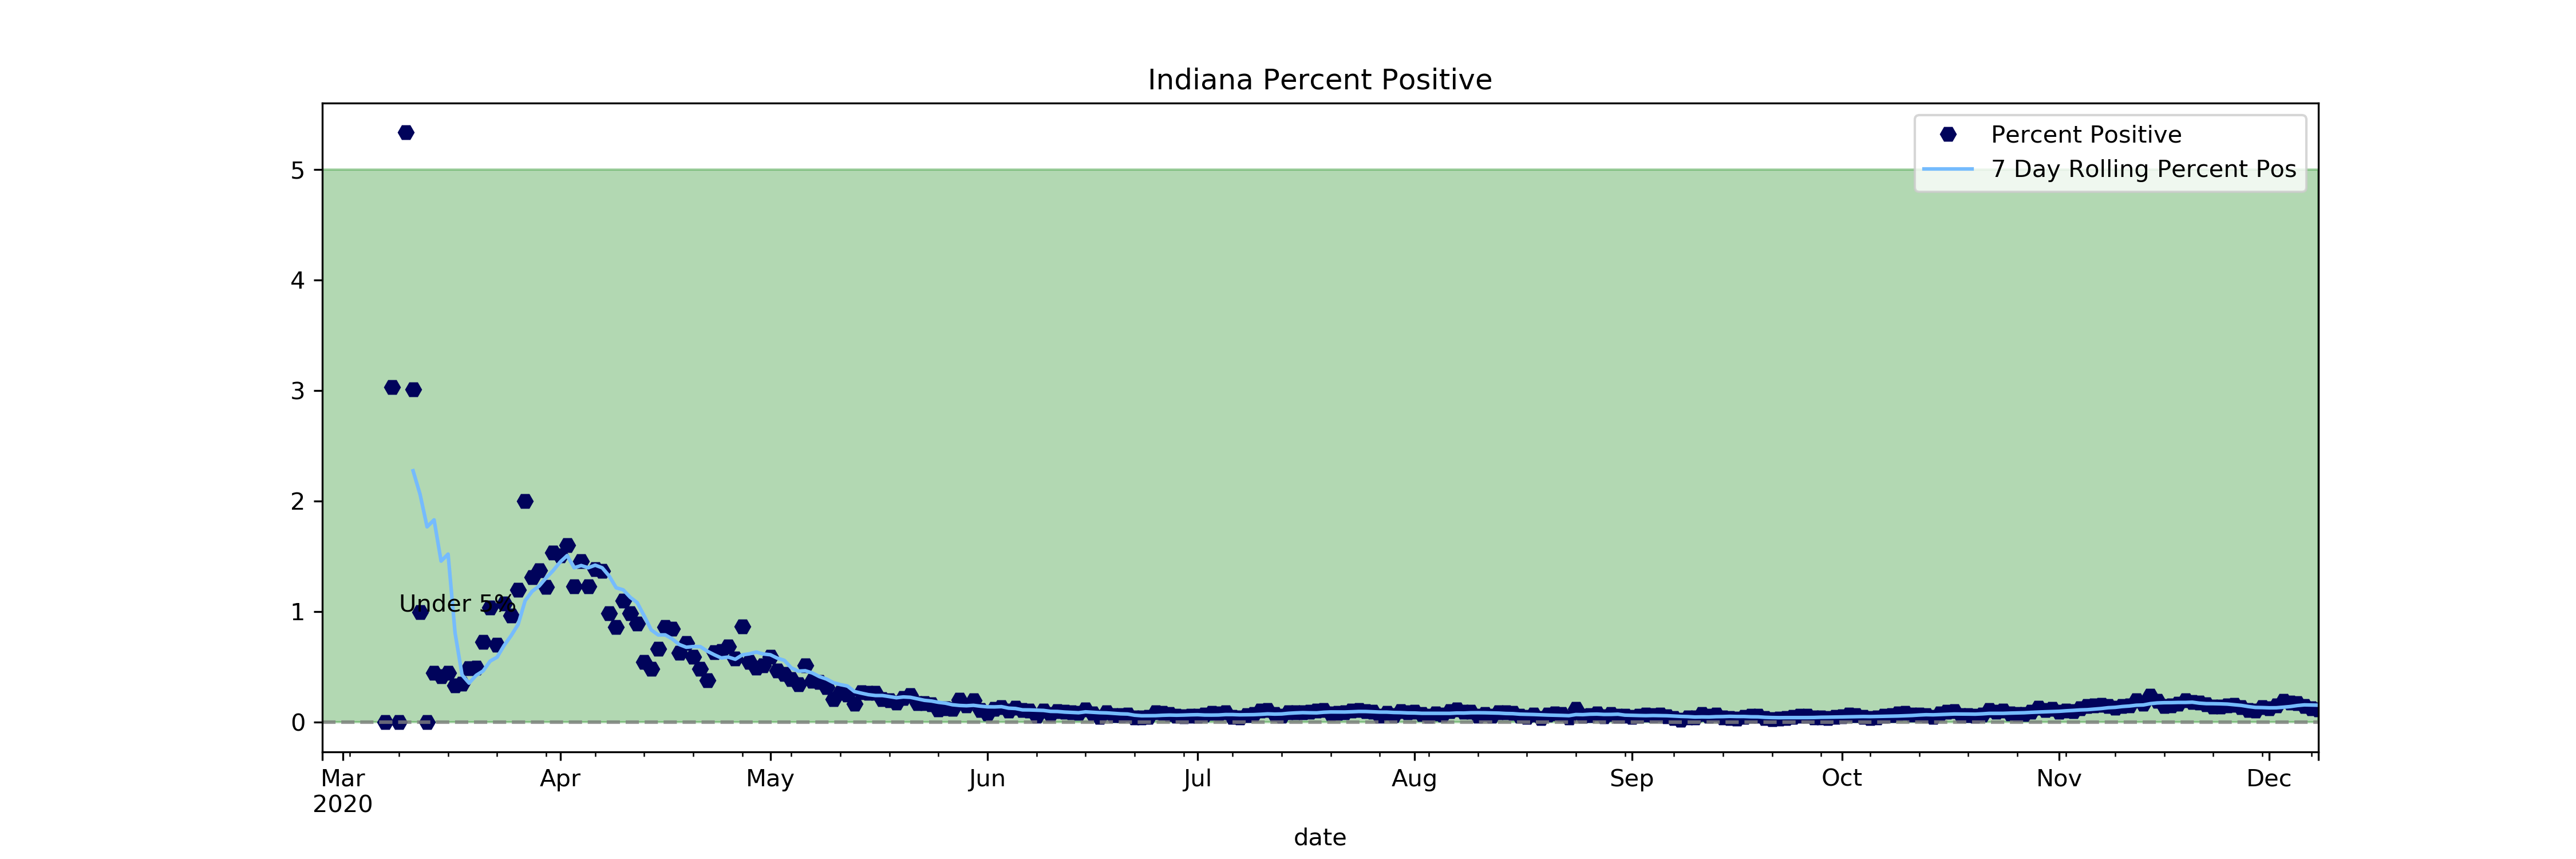 Indiana Percent Positive
Percent Positive
7 Day Rolling Percent Pos
5
4
3
2
1
0
Under 5%
Mar Apr May Jun Jul Aug Sep Oct Nov Dec
2020
date